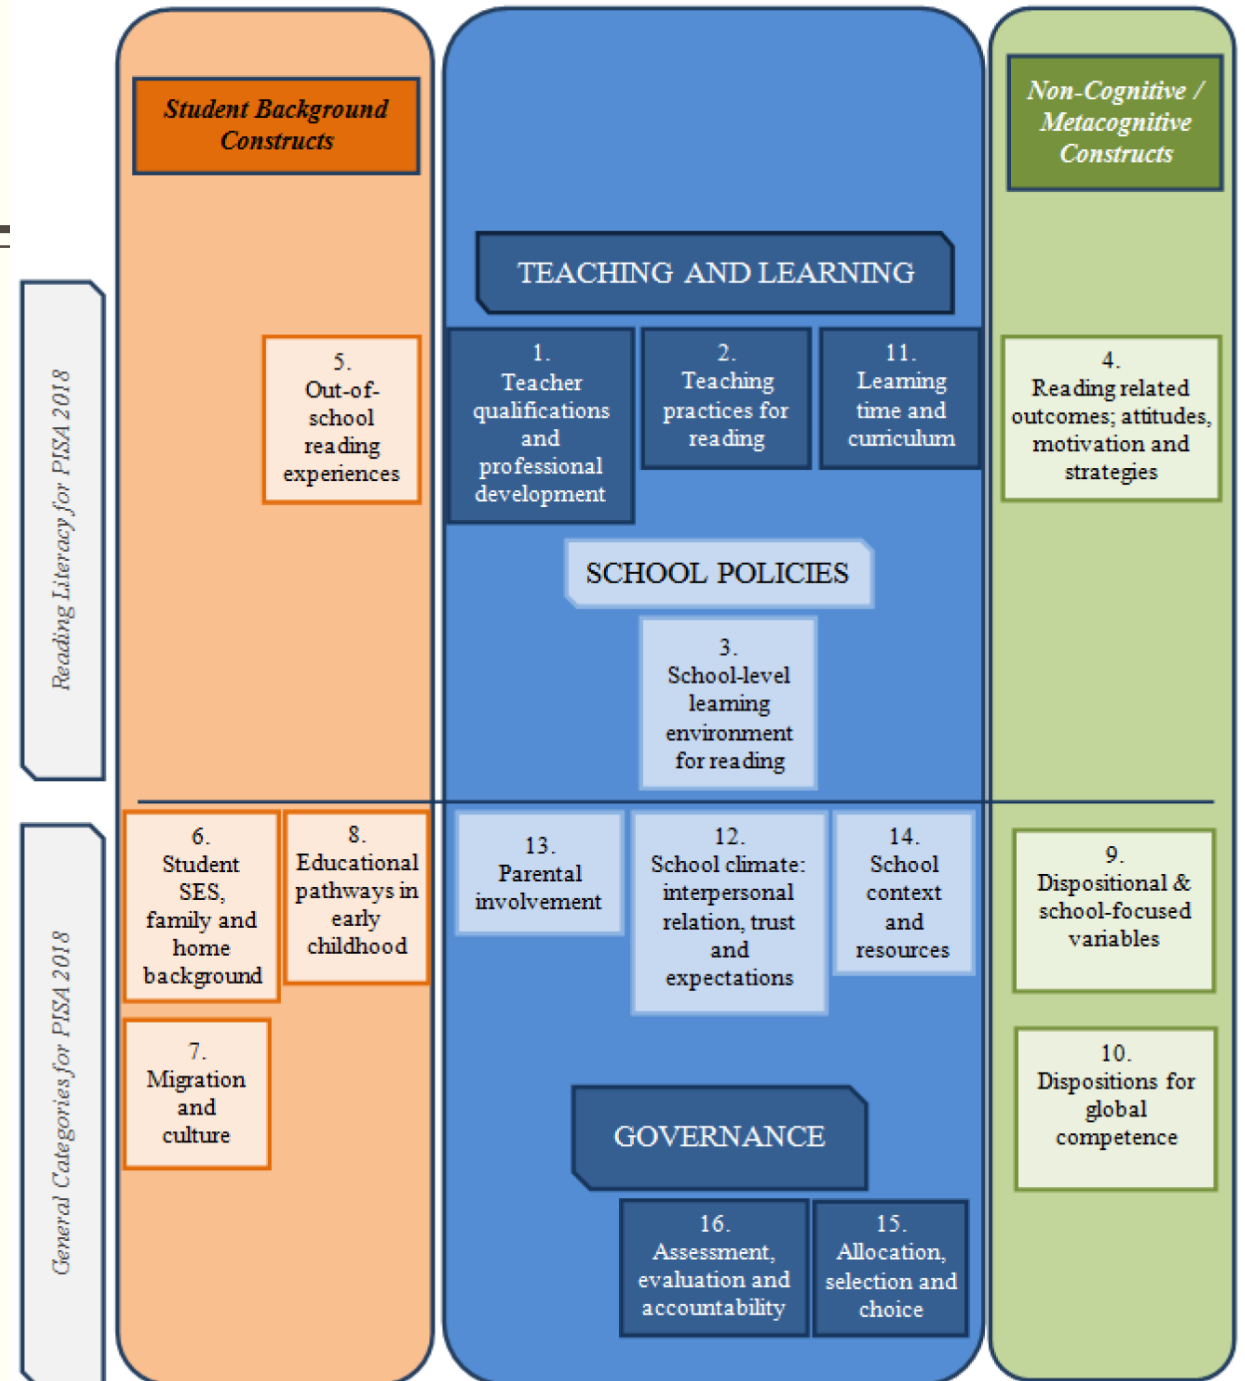 Student Background
Constructs
Non-Cognitive /
Metacognitive
Constructs
TEACHING AND LEARNING
Reading Literacy for PISA 2018
5.
Out-of-
school
reading
experiences
1.
Teacher
qualifications
and
professional
development
2.
Teaching
practices for
reading
11.
Learning
time and
curriculum
4.
Reading related
outcomes; attitudes,
motivation and
strategies
SCHOOL POLICIES
3.
School-level
learning
environment
for reading
General Categories for PISA 2018
6.
Student
SES,
family and
home
background
8.
Educational
pathways in
early
childhood
13.
Parental
involvement
12.
School climate:
interpersonal
relation, trust
and
expectations
14.
School
context
and
resources
9.
Dispositional &
school-focused
variables
7.
Migration
and
culture
10.
Dispositions for
global
competence
GOVERNANCE
16.
Assessment,
evaluation and
accountability
15.
Allocation,
selection and
choice